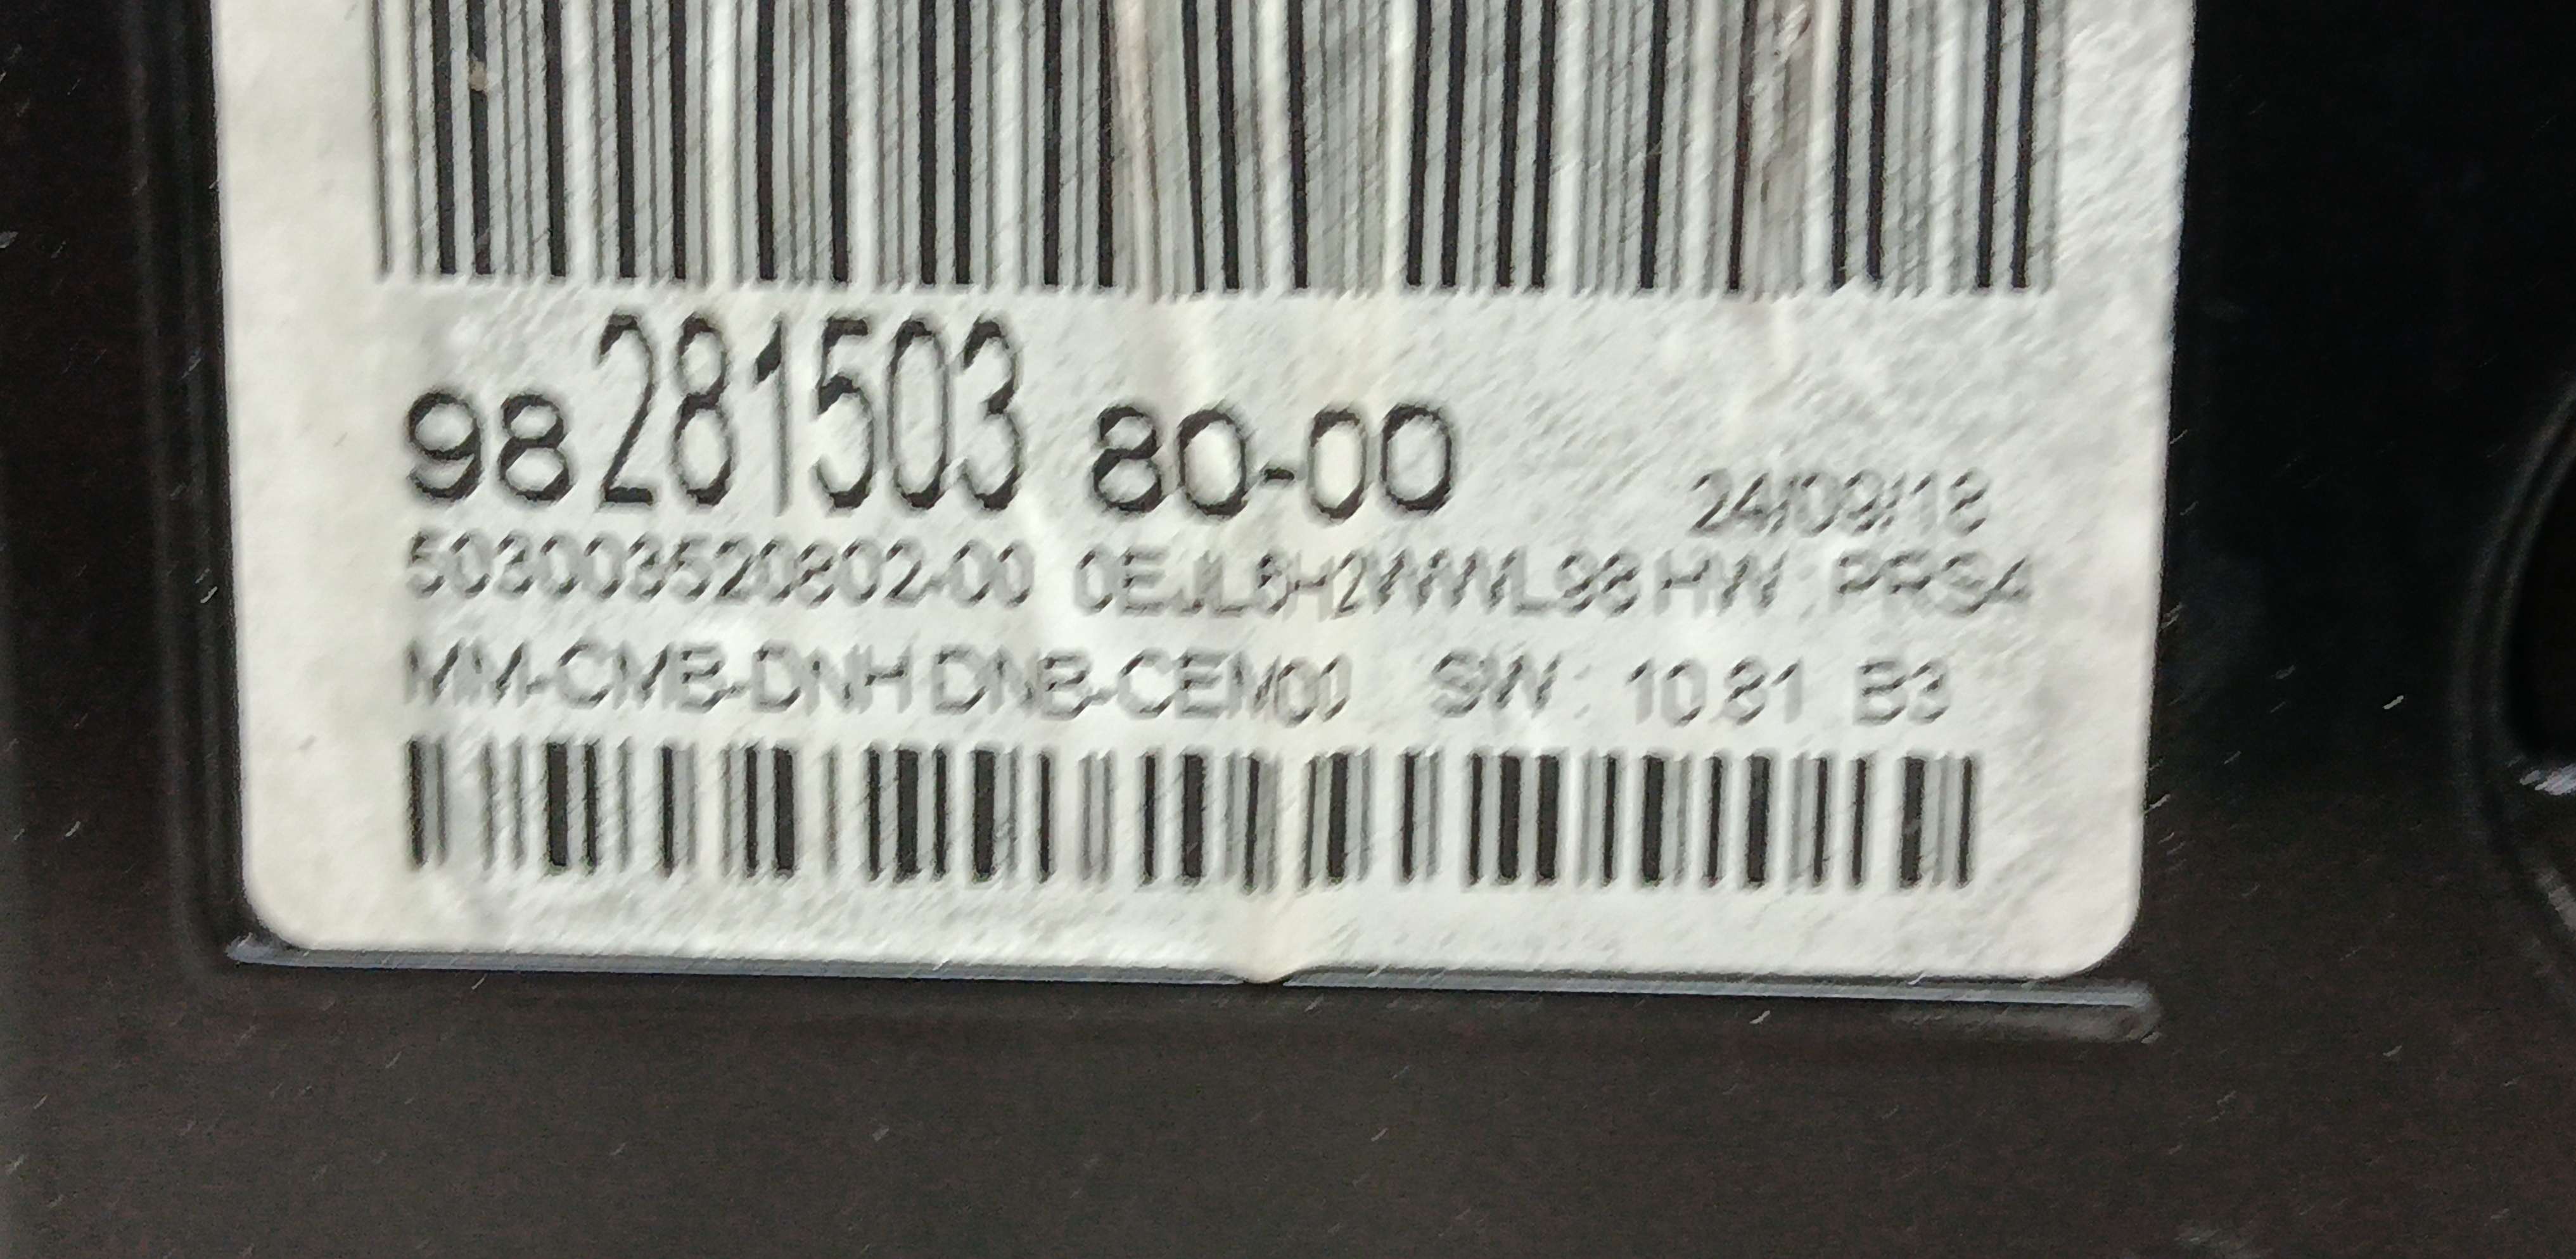 98 281503 80-00
24/09/18
503003520802-00 0EJL6H2WWWL98 HW : PRS4
MM-CMB-DNH DNB-CEM00 SW : 10.81 B3